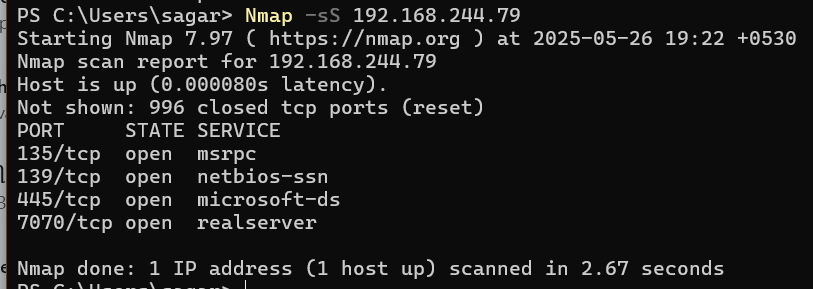 PS C:\Users\sagar> Nmap -sS 192.168.244.79
Starting Nmap 7.97 ( https://nmap.org ) at 2025-05-26 19:22 +0530
Nmap scan report for 192.168.244.79
Host is up (0.000080s latency).
Not shown: 996 closed tcp ports (reset)
PORT     STATE SERVICE
135/tcp  open  msrpc
139/tcp  open  netbios-ssn
445/tcp  open  microsoft-ds
7070/tcp open  realserver
Nmap done: 1 IP address (1 host up) scanned in 2.67 seconds
PS C:\Users\sagar>